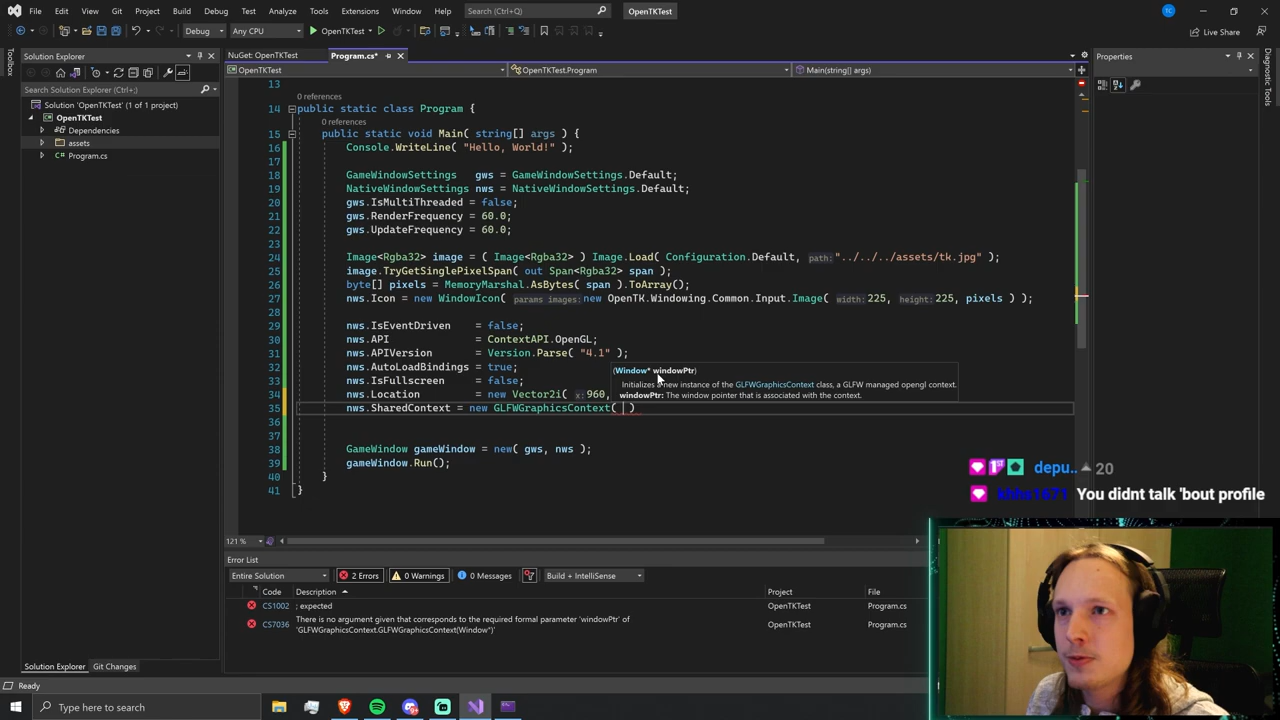 File Edit View Git Project Build Debug Test Analyze Tools Extensions Window Help Search (Ctrl+Q) OpenTKTest TC
Debug Any CPU OpenTKTest Live Share
Toolbox
Solution Explorer
Search Solution Explorer (Ctrl+;)
Solution 'OpenTKTest' (1 of 1 project)
OpenTKTest
Dependencies
assets
Program.cs
NuGet: OpenTKTest Program.cs*
OpenTKTest OpenTKTest.Program Main(string[] args)
13
0 references
14 public static class Program {
0 references
15 public static void Main( string[] args ) {
16 Console.WriteLine( "Hello, World!" );
17
18 GameWindowSettings gws = GameWindowSettings.Default;
19 NativeWindowSettings nws = NativeWindowSettings.Default;
20 gws.IsMultiThreaded = false;
21 gws.RenderFrequency = 60.0;
22 gws.UpdateFrequency = 60.0;
23
24 Image<Rgba32> image = ( Image<Rgba32> ) Image.Load( Configuration.Default, path: "../../../assets/tk.jpg" );
25 image.TryGetSinglePixelSpan( out Span<Rgba32> span );
26 byte[] pixels = MemoryMarshal.AsBytes( span ).ToArray();
27 nws.Icon = new WindowIcon( params images: new OpenTK.Windowing.Common.Input.Image( width: 225, height: 225, pixels ) );
28
29 nws.IsEventDriven = false;
30 nws.API = ContextAPI.OpenGL;
31 nws.APIVersion = Version.Parse( "4.1" );
32 nws.AutoLoadBindings = true;
33 nws.IsFullscreen = false;
34 nws.Location = new Vector2i( x: 960,
35 nws.SharedContext = new GLFWGraphicsContext( )
36
37
38 GameWindow gameWindow = new( gws, nws );
39 gameWindow.Run();
40 }
41 }
(Window* windowPtr)
Initializes a new instance of the GLFWGraphicsContext class, a GLFW managed opengl context.
windowPtr: The window pointer that is associated with the context.
Properties
Diagnostic Tools
depu.. 20
khhs1671 You didnt talk 'bout profile
121 %
Error List
Entire Solution 2 Errors 0 Warnings 0 Messages Build + IntelliSense
Code Description Project File
CS1002 ; expected OpenTKTest Program.cs
CS7036 There is no argument given that corresponds to the required formal parameter 'windowPtr' of OpenTKTest Program.cs
'GLFWGraphicsContext.GLFWGraphicsContext(Window*)'
Solution Explorer Git Changes
Ready
Type here to search